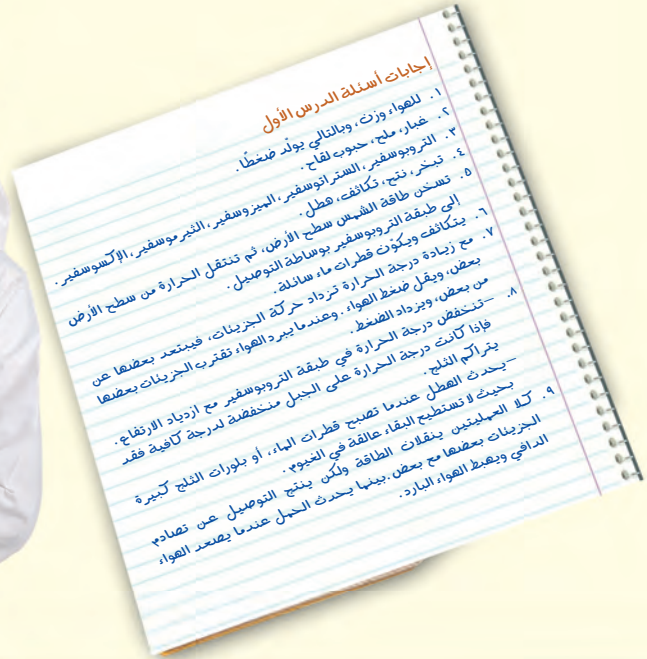 إجابات أسئلة الدرس الأول
١. للهواء وزن، وبالتالي يولّد ضغطًا.
٢. غبار، ملح، حبوب لقاح.
٣. التروبوسفير، الستراتوسفير، الميزوسفير، الثيرموسفير، الإكسوسفير.
٤. تبخر، نتح، تكاثف، هطل.
٥. تسخن طاقة الشمس سطح الأرض، ثم تنتقل الحرارة من سطح الأرض
إلى طبقة التروبوسفير بوساطة التوصيل.
٦. يتكاثف ويكوّن قطرات ماء سائلة.
٧. مع زيادة درجة الحرارة تزداد حركة الجزيئات، فيبتعد بعضها عن
بعض، ويقل ضغط الهواء. وعندما يبرد الهواء تقترب الجزيئات بعضها
من بعض، ويزداد الضغط.
٨. –تنخفض درجة الحرارة في طبقة التروبوسفير مع ازدياد الارتفاع.
فإذا كانت درجة الحرارة على الجبل منخفضة لدرجة كافية فقد
يتراكم الثلج.
–يحدث الهطل عندما تصبح قطرات الماء، أو بلورات الثلج كبيرة
بحيث لا تستطيع البقاء عالقة في الغيوم.
٩. كلا العمليتين ينقلات الطاقة ولكن ينتج التوصيل عن تصادم
الجزيئات بعضها مع بعض. بينما يحدث الحمل عندما يصعد الهواء
الدافي ويهبط الهواء البارد.